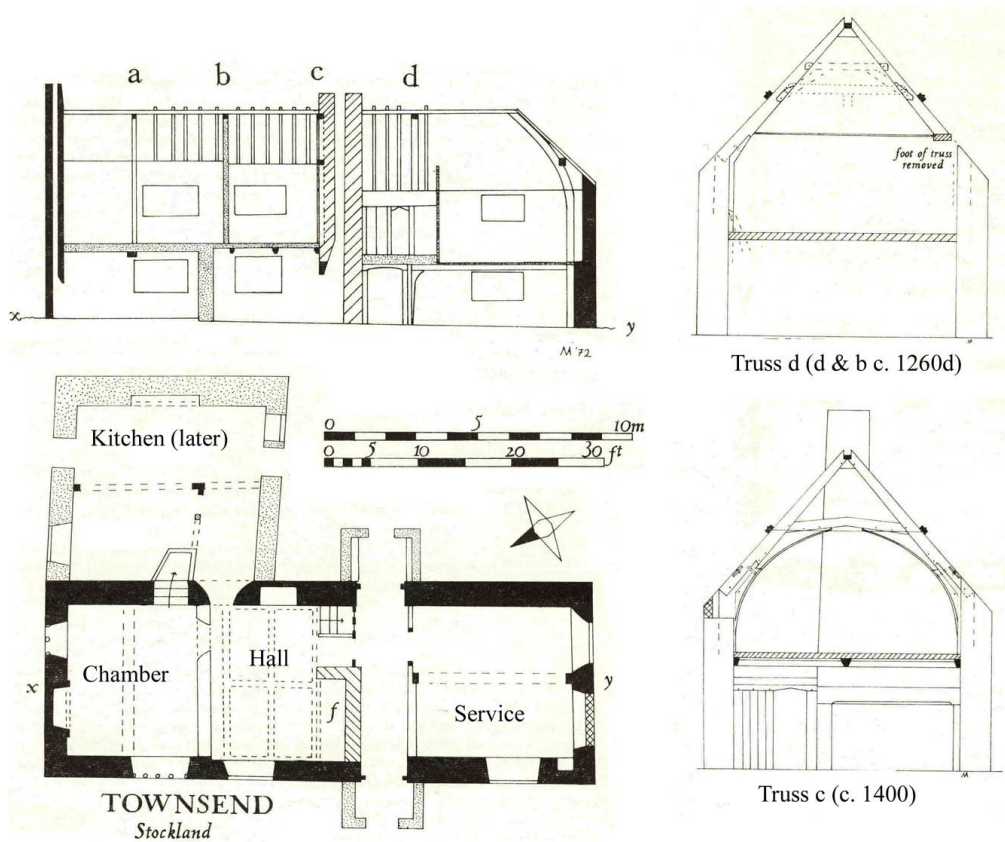 a b c d
x
y
M '72
foot of truss
removed
M
Truss d (d & b c. 1260d)
Kitchen (later)
0 5 10m
0 5 10 20 30 ft
Chamber
Hall
Service
x
y
f
TOWNSEND
Stockland
M
Truss c (c. 1400)